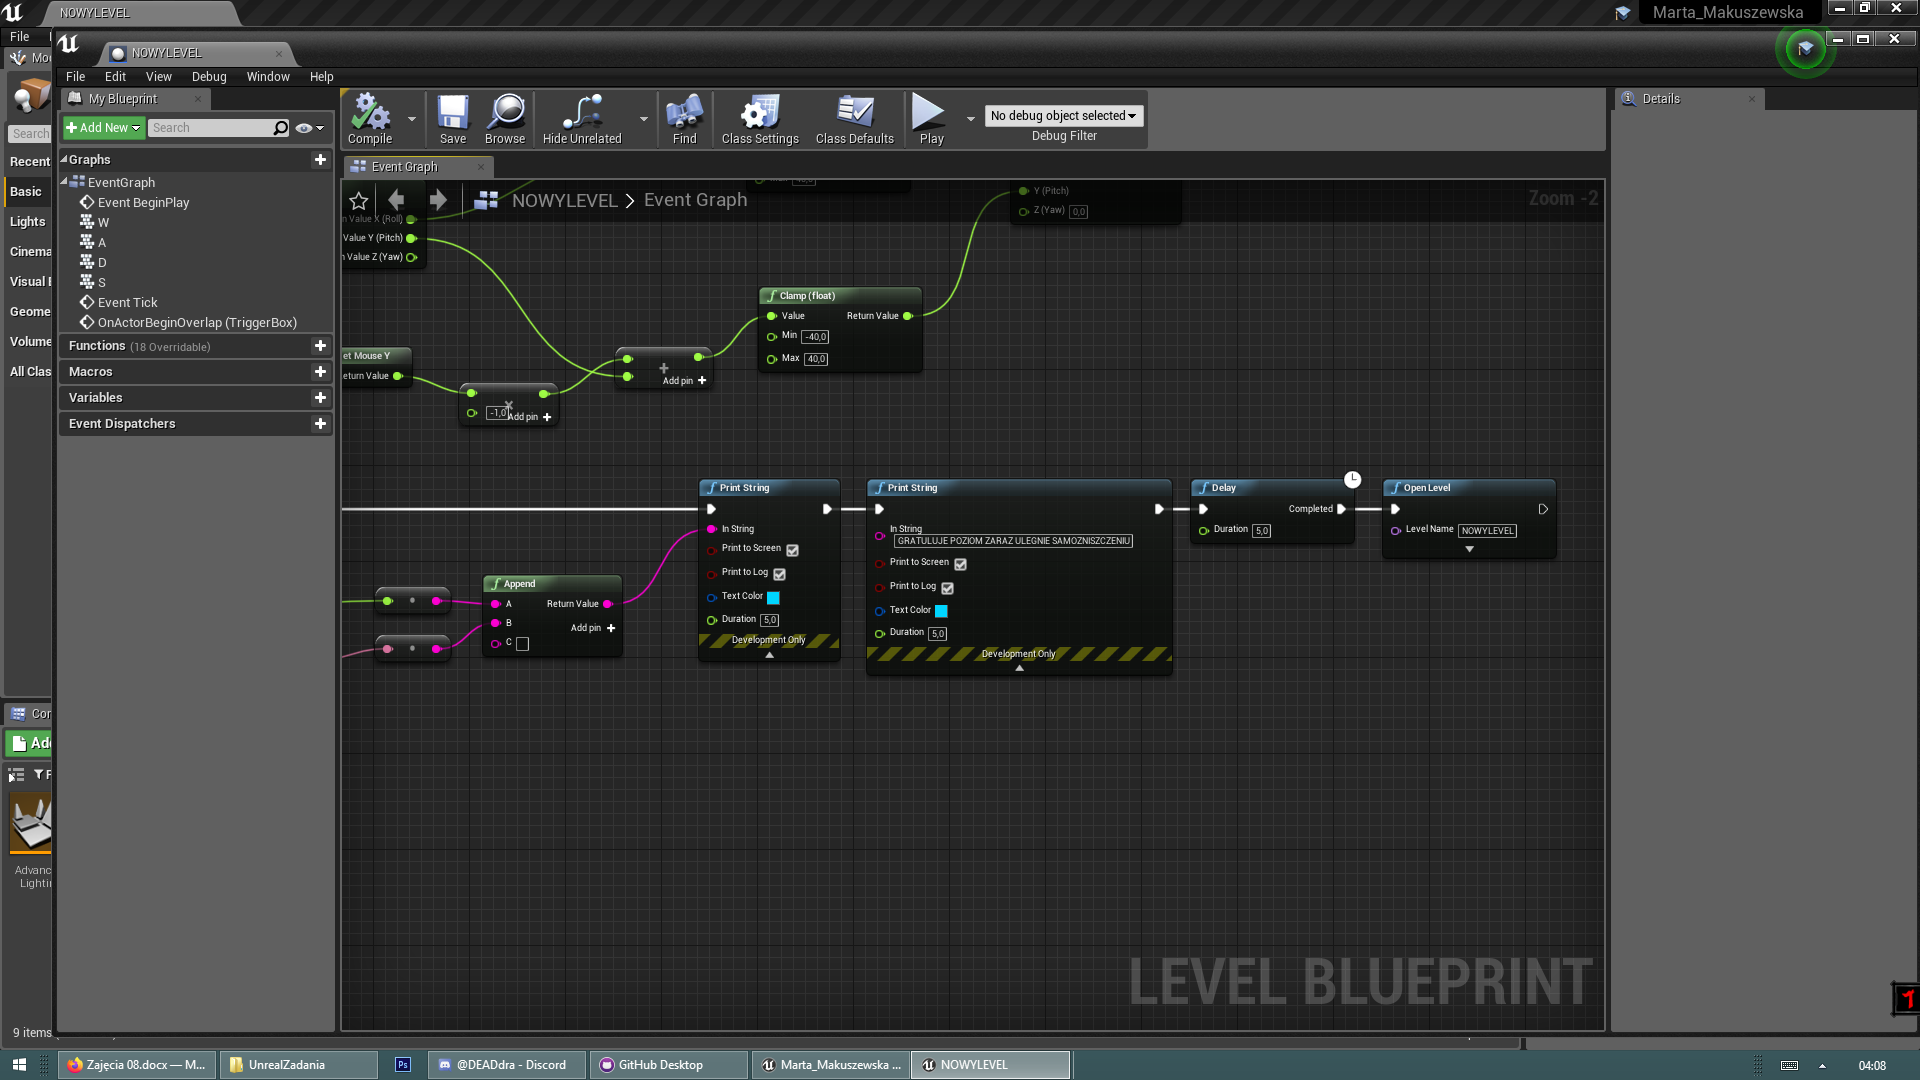 NOWYLEVEL
Marta_Makuszewska
File
NOWYLEVEL
File Edit View Debug Window Help
My Blueprint
Add New
Search
Compile
Save
Browse
Hide Unrelated
Find
Class Settings
Class Defaults
Play
No debug object selected
Debug Filter
Details
Event Graph
NOWYLEVEL > Event Graph
Zoom -2
Search
Recent
Basic
Lights
Cinema
Visual E
Geome
Volume
All Clas
Graphs
EventGraph
Event BeginPlay
W
A
D
S
Event Tick
OnActorBeginOverlap (TriggerBox)
Functions (18 Overridable)
Macros
Variables
Event Dispatchers
n Value X (Roll)
Value Y (Pitch)
n Value Z (Yaw)
Y (Pitch)
Z (Yaw) 0,0
Clamp (float)
Value Return Value
Min -40,0
Max 40,0
et Mouse Y
eturn Value
-1,0 Add pin +
Add pin +
Append
A Return Value
B
Add pin +
C
Print String
In String
Print to Screen
Print to Log
Text Color
Duration 5,0
Development Only
Print String
In String
GRATULUJE POZIOM ZARAZ ULEGNIE SAMOZNISZCZENIU
Print to Screen
Print to Log
Text Color
Duration 5,0
Development Only
Delay
Completed
Duration 5,0
Open Level
Level Name NOWYLEVEL
LEVEL BLUEPRINT
Con
Add
Advanc
Lightin
9 items
Zajęcia 08.docx — M...
UnrealZadania
Ps
@DEADdra - Discord
GitHub Desktop
Marta_Makuszewska ...
NOWYLEVEL
04:08